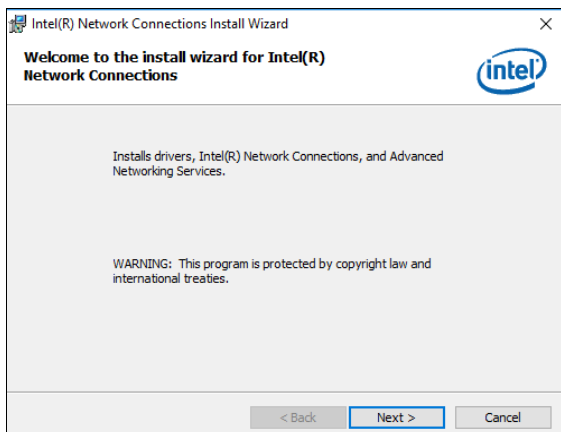 Intel(R) Network Connections Install Wizard
Welcome to the install wizard for Intel(R)
Network Connections
intel
Installs drivers, Intel(R) Network Connections, and Advanced
Networking Services.
WARNING:  This program is protected by copyright law and
international treaties.
< Back
Next >
Cancel